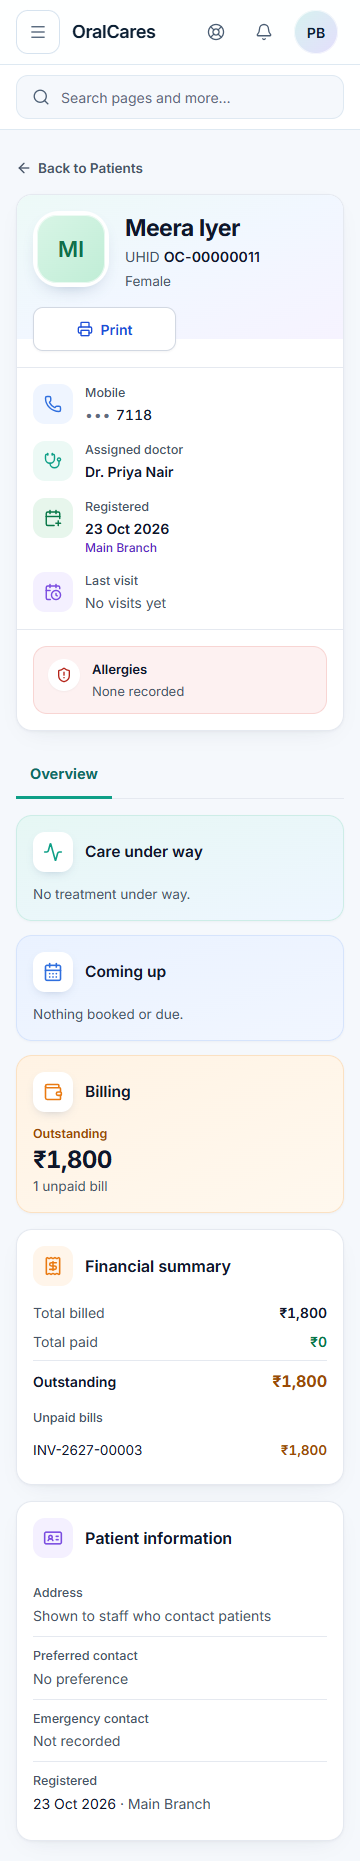 OralCares
PB
Search pages and more...
Back to Patients
MI
Meera Iyer
UHID OC-00000011
Female
Print
Mobile
••• 7118
Assigned doctor
Dr. Priya Nair
Registered
23 Oct 2026
Main Branch
Last visit
No visits yet
Allergies
None recorded
Overview
Care under way
No treatment under way.
Coming up
Nothing booked or due.
Billing
Outstanding
₹1,800
1 unpaid bill
Financial summary
Total billed ₹1,800
Total paid ₹0
Outstanding ₹1,800
Unpaid bills
INV-2627-00003 ₹1,800
Patient information
Address
Shown to staff who contact patients
Preferred contact
No preference
Emergency contact
Not recorded
Registered
23 Oct 2026 · Main Branch